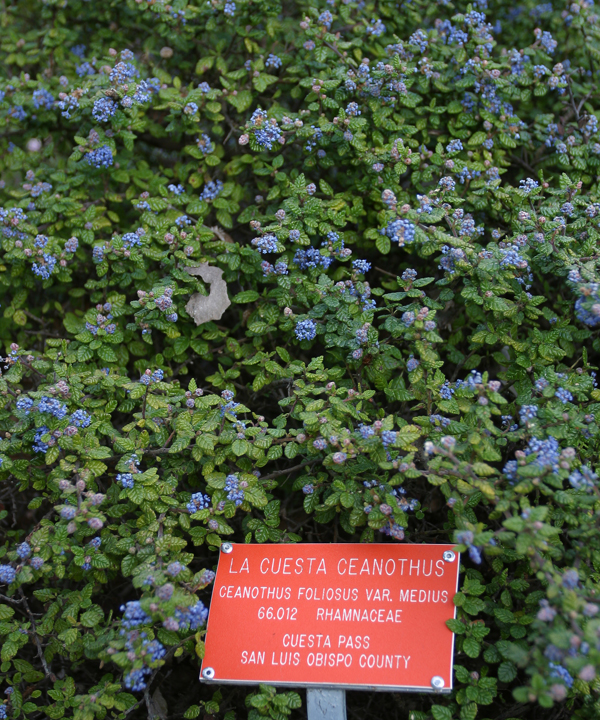 LA CUESTA CEANOTHUS
CEANOTHUS FOLIOSUS VAR. MEDIUS
66.012 RHAMNACEAE
CUESTA PASS
SAN LUIS OBISPO COUNTY